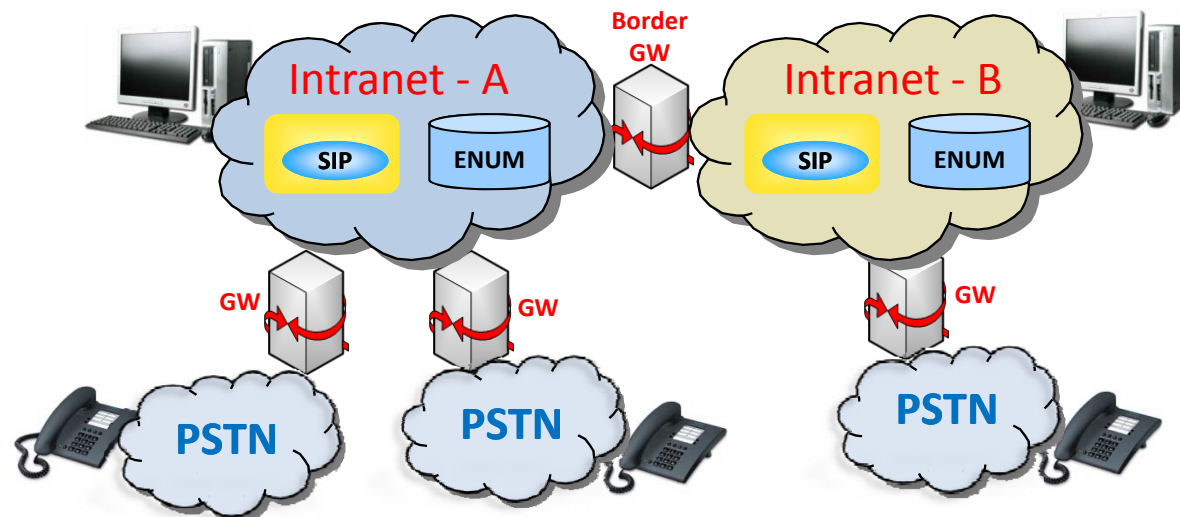 Border
GW
Intranet - A
Intranet - B
SIP
ENUM
SIP
ENUM
GW
GW
GW
PSTN
PSTN
PSTN